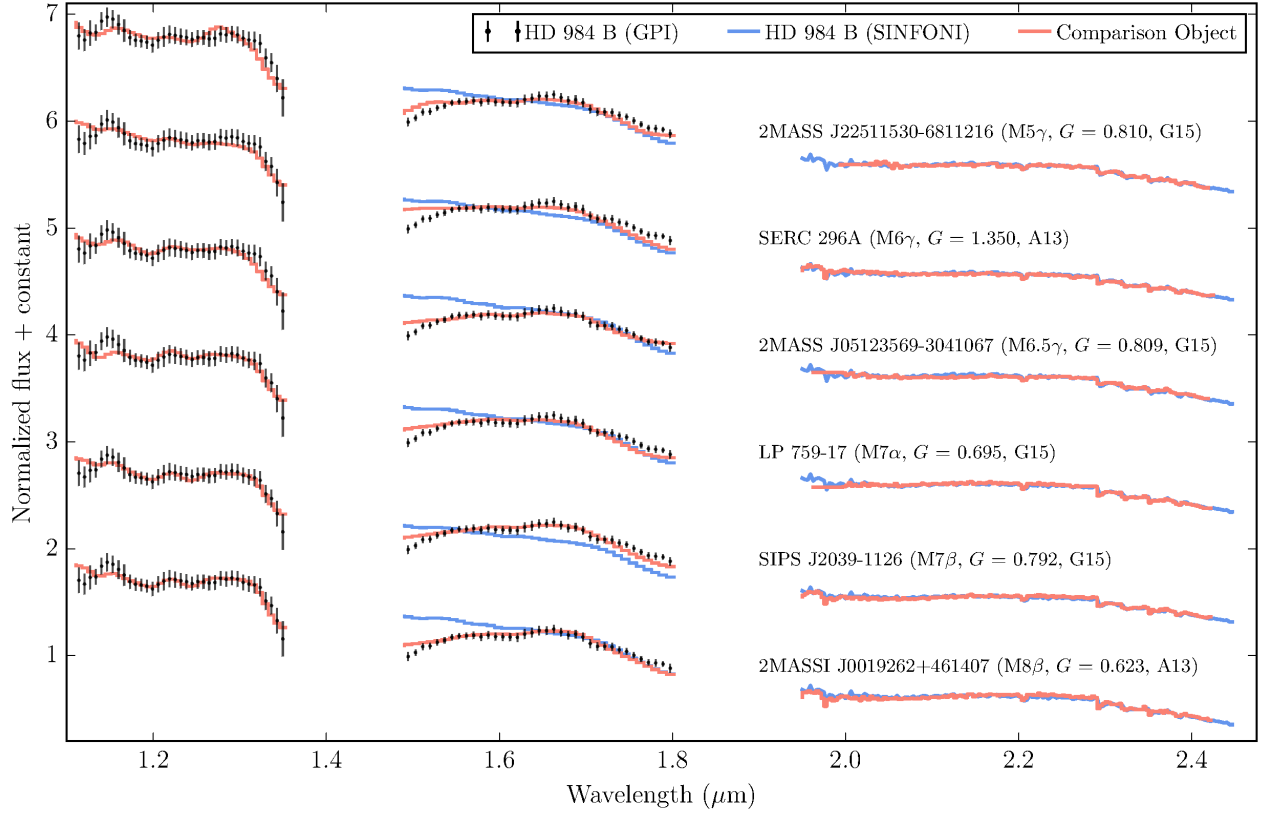 HD 984 B (GPI)
HD 984 B (SINFONI)
Comparison Object
7
6
5
4
3
2
1
Normalized flux + constant
2MASS J22511530-6811216 (M5γ, G = 0.810, G15)
SERC 296A (M6γ, G = 1.350, A13)
2MASS J05123569-3041067 (M6.5γ, G = 0.809, G15)
LP 759-17 (M7α, G = 0.695, G15)
SIPS J2039-1126 (M7β, G = 0.792, G15)
2MASSI J0019262+461407 (M8β, G = 0.623, A13)
1.2 1.4 1.6 1.8 2.0 2.2 2.4
Wavelength (μm)